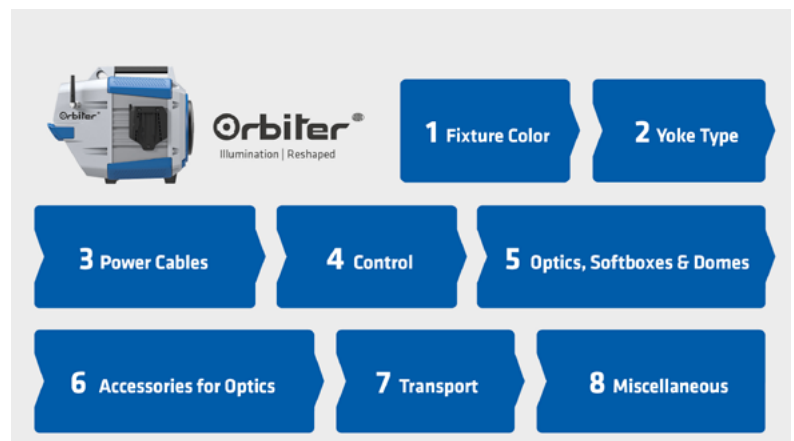 Orbiter
Orbiter
Illumination | Reshaped
1 Fixture Color
2 Yoke Type
3 Power Cables
4 Control
5 Optics, Softboxes & Domes
6 Accessories for Optics
7 Transport
8 Miscellaneous